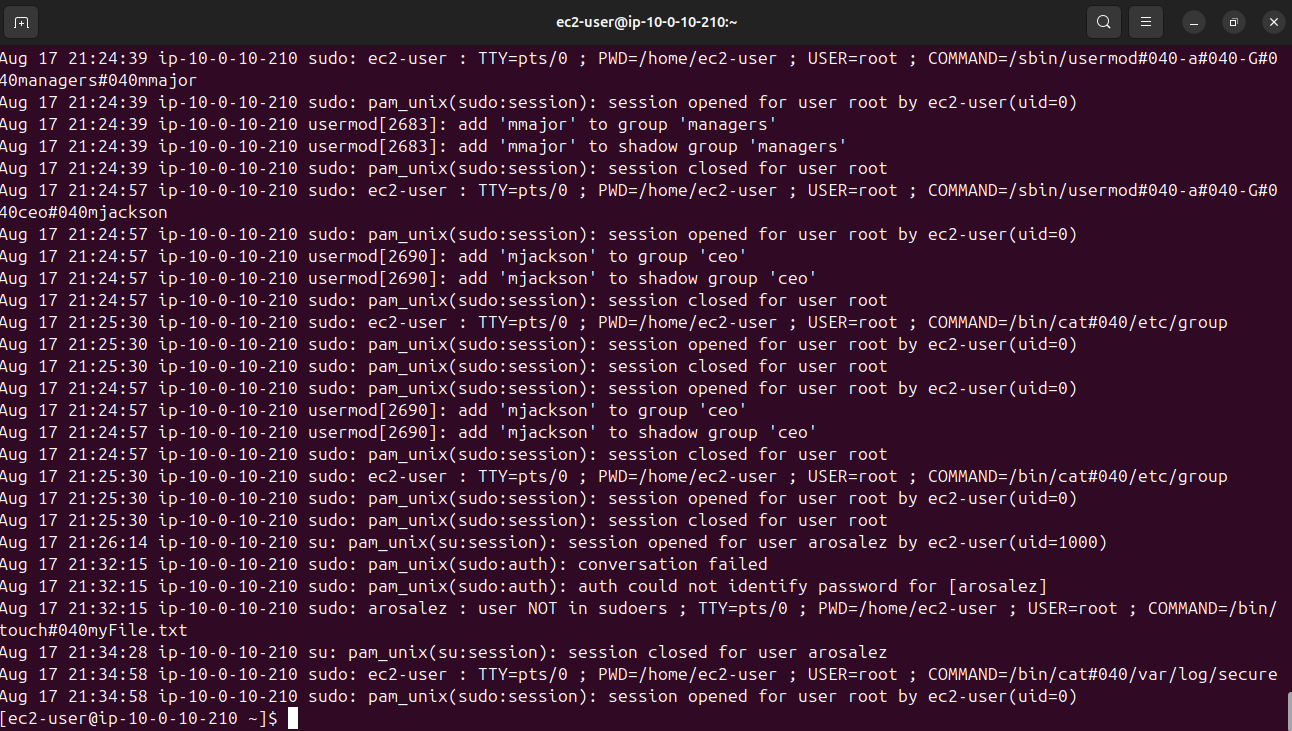 ec2-user@ip-10-0-10-210:~
Aug 17 21:24:39 ip-10-0-10-210 sudo: ec2-user : TTY=pts/0 ; PWD=/home/ec2-user ; USER=root ; COMMAND=/sbin/usermod#040-a#040-G#0
40managers#040mmajor
Aug 17 21:24:39 ip-10-0-10-210 sudo: pam_unix(sudo:session): session opened for user root by ec2-user(uid=0)
Aug 17 21:24:39 ip-10-0-10-210 usermod[2683]: add 'mmajor' to group 'managers'
Aug 17 21:24:39 ip-10-0-10-210 usermod[2683]: add 'mmajor' to shadow group 'managers'
Aug 17 21:24:39 ip-10-0-10-210 sudo: pam_unix(sudo:session): session closed for user root
Aug 17 21:24:57 ip-10-0-10-210 sudo: ec2-user : TTY=pts/0 ; PWD=/home/ec2-user ; USER=root ; COMMAND=/sbin/usermod#040-a#040-G#0
40ceo#040mjackson
Aug 17 21:24:57 ip-10-0-10-210 sudo: pam_unix(sudo:session): session opened for user root by ec2-user(uid=0)
Aug 17 21:24:57 ip-10-0-10-210 usermod[2690]: add 'mjackson' to group 'ceo'
Aug 17 21:24:57 ip-10-0-10-210 usermod[2690]: add 'mjackson' to shadow group 'ceo'
Aug 17 21:24:57 ip-10-0-10-210 sudo: pam_unix(sudo:session): session closed for user root
Aug 17 21:25:30 ip-10-0-10-210 sudo: ec2-user : TTY=pts/0 ; PWD=/home/ec2-user ; USER=root ; COMMAND=/bin/cat#040/etc/group
Aug 17 21:25:30 ip-10-0-10-210 sudo: pam_unix(sudo:session): session opened for user root by ec2-user(uid=0)
Aug 17 21:25:30 ip-10-0-10-210 sudo: pam_unix(sudo:session): session closed for user root
Aug 17 21:24:57 ip-10-0-10-210 sudo: pam_unix(sudo:session): session opened for user root by ec2-user(uid=0)
Aug 17 21:24:57 ip-10-0-10-210 usermod[2690]: add 'mjackson' to group 'ceo'
Aug 17 21:24:57 ip-10-0-10-210 usermod[2690]: add 'mjackson' to shadow group 'ceo'
Aug 17 21:24:57 ip-10-0-10-210 sudo: pam_unix(sudo:session): session closed for user root
Aug 17 21:25:30 ip-10-0-10-210 sudo: ec2-user : TTY=pts/0 ; PWD=/home/ec2-user ; USER=root ; COMMAND=/bin/cat#040/etc/group
Aug 17 21:25:30 ip-10-0-10-210 sudo: pam_unix(sudo:session): session opened for user root by ec2-user(uid=0)
Aug 17 21:25:30 ip-10-0-10-210 sudo: pam_unix(sudo:session): session closed for user root
Aug 17 21:26:14 ip-10-0-10-210 su: pam_unix(su:session): session opened for user arosalez by ec2-user(uid=1000)
Aug 17 21:32:15 ip-10-0-10-210 sudo: pam_unix(sudo:auth): conversation failed
Aug 17 21:32:15 ip-10-0-10-210 sudo: pam_unix(sudo:auth): auth could not identify password for [arosalez]
Aug 17 21:32:15 ip-10-0-10-210 sudo: arosalez : user NOT in sudoers ; TTY=pts/0 ; PWD=/home/ec2-user ; USER=root ; COMMAND=/bin/
touch#040myFile.txt
Aug 17 21:34:28 ip-10-0-10-210 su: pam_unix(su:session): session closed for user arosalez
Aug 17 21:34:58 ip-10-0-10-210 sudo: ec2-user : TTY=pts/0 ; PWD=/home/ec2-user ; USER=root ; COMMAND=/bin/cat#040/var/log/secure
Aug 17 21:34:58 ip-10-0-10-210 sudo: pam_unix(sudo:session): session opened for user root by ec2-user(uid=0)
[ec2-user@ip-10-0-10-210 ~]$